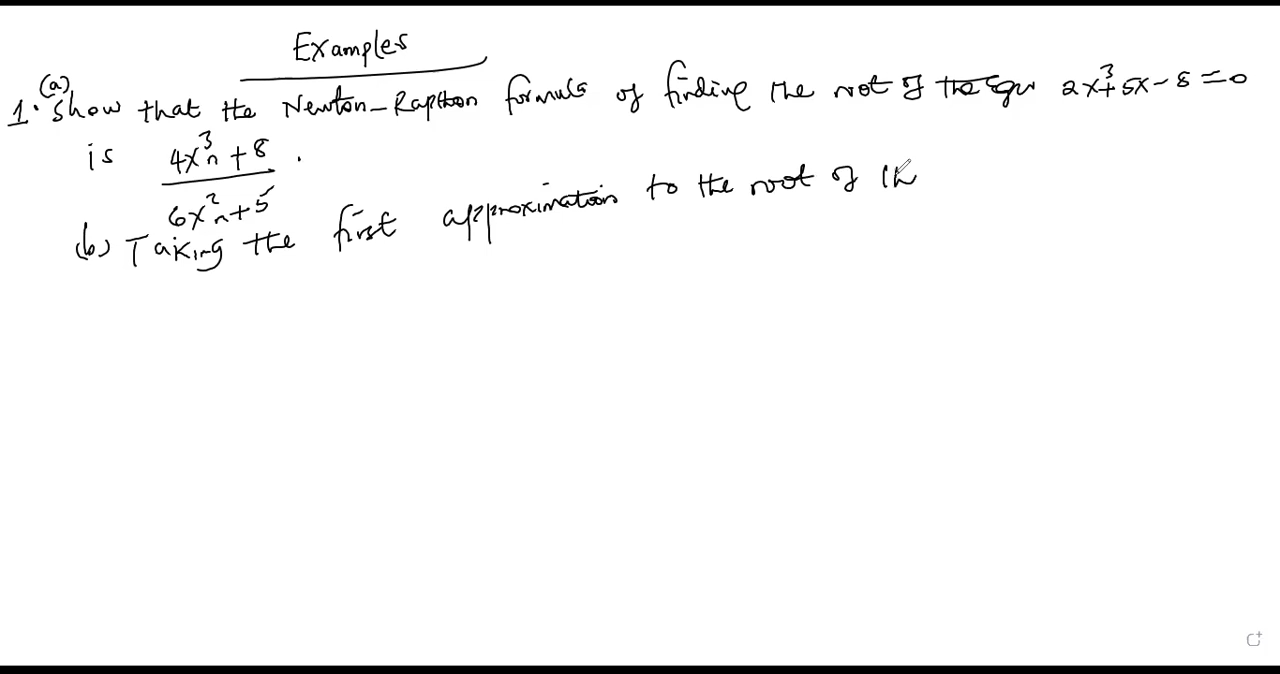 Examples
1. (a) Show that the Newton-Raphson formula of finding the root of the eqn 2x³+5x-8=0
is (4x³ₙ+8)/(6x²ₙ+5).
(b) Taking the first approximation to the root of